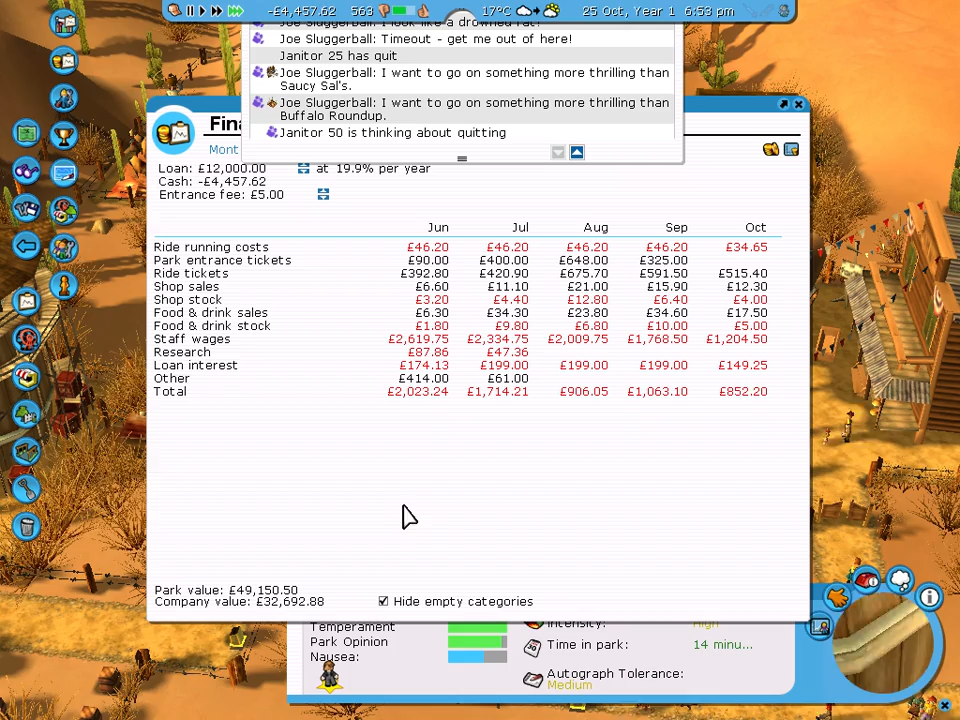 -£4,457.62 563 17°C 25 Oct, Year 1 6:53 pm
Joe Sluggerball: I look like a drowned rat!
Joe Sluggerball: Timeout - get me out of here!
Janitor 25 has quit
Joe Sluggerball: I want to go on something more thrilling than
Saucy Sal's.
Joe Sluggerball: I want to go on something more thrilling than
Buffalo Roundup.
Janitor 50 is thinking about quitting
Fina
Mont
Loan: £12,000.00 at 19.9% per year
Cash: -£4,457.62
Entrance fee: £5.00
Jun Jul Aug Sep Oct
Ride running costs £46.20 £46.20 £46.20 £46.20 £34.65
Park entrance tickets £90.00 £400.00 £648.00 £325.00
Ride tickets £392.80 £420.90 £675.70 £591.50 £515.40
Shop sales £6.60 £11.10 £21.00 £15.90 £12.30
Shop stock £3.20 £4.40 £12.80 £6.40 £4.00
Food & drink sales £6.30 £34.30 £23.80 £34.60 £17.50
Food & drink stock £1.80 £9.80 £6.80 £10.00 £5.00
Staff wages £2,619.75 £2,334.75 £2,009.75 £1,768.50 £1,204.50
Research £87.86 £47.36
Loan interest £174.13 £199.00 £199.00 £199.00 £149.25
Other £414.00 £61.00
Total £2,023.24 £1,714.21 £906.05 £1,063.10 £852.20
Park value: £49,150.50
Company value: £32,692.88
Hide empty categories
Temperament Intensity: High
Park Opinion Time in park: 14 minu...
Nausea:
Autograph Tolerance:
Medium